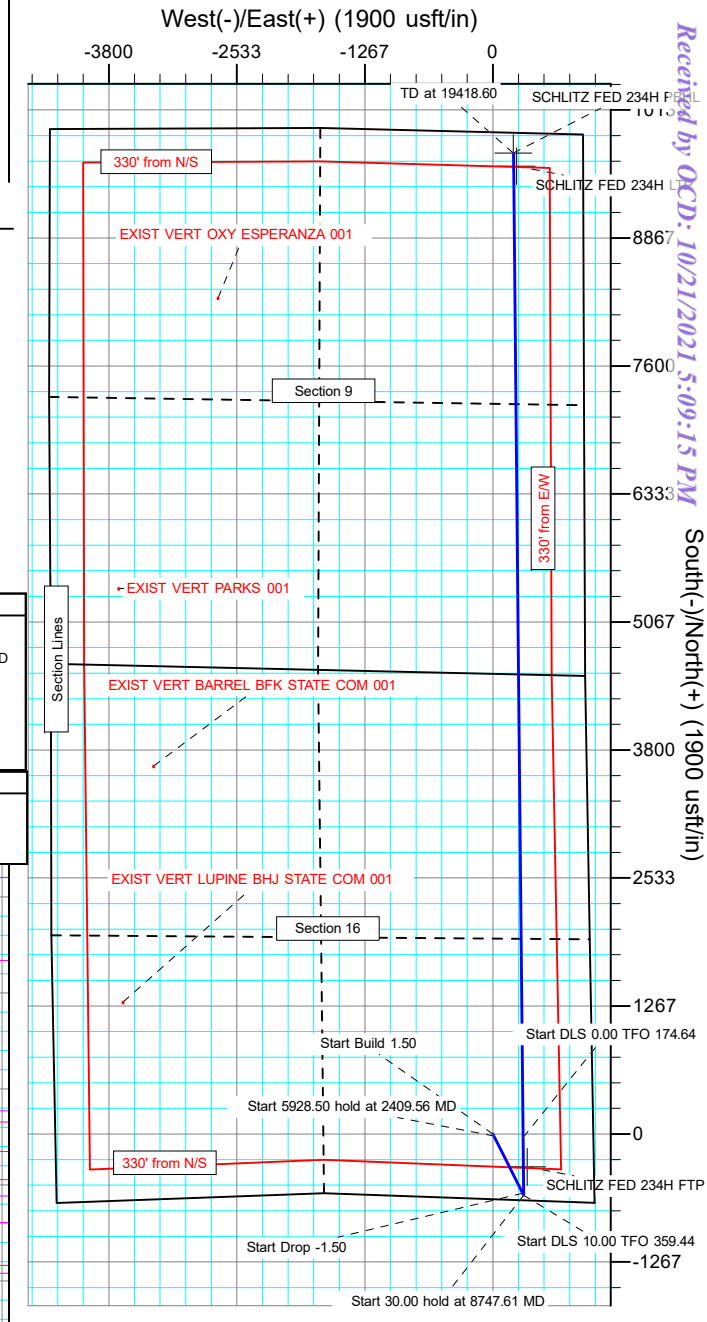 West(-)/East(+) (1900 usft/in)
-3800 -2533 -1267 0
TD at 19418.60
SCHLITZ FED 234H PBHL
10133
330' from N/S
SCHLITZ FED 234H LTP
EXIST VERT OXY ESPERANZA 001
8867
7600
Section 9
6333
330' from E/W
EXIST VERT PARKS 001
5067
Section Lines
D
EXIST VERT BARREL BFK STATE COM 001
3800
EXIST VERT LUPINE BHJ STATE COM 001
2533
Section 16
1267
Start DLS 0.00 TFO 174.64
Start Build 1.50
Start 5928.50 hold at 2409.56 MD
0
330' from N/S
SCHLITZ FED 234H FTP
Start Drop -1.50
Start DLS 10.00 TFO 359.44
-1267
Start 30.00 hold at 8747.61 MD
South(-)/North(+) (1900 usft/in)
Received by OCD: 10/21/2021 5:09:15 PM